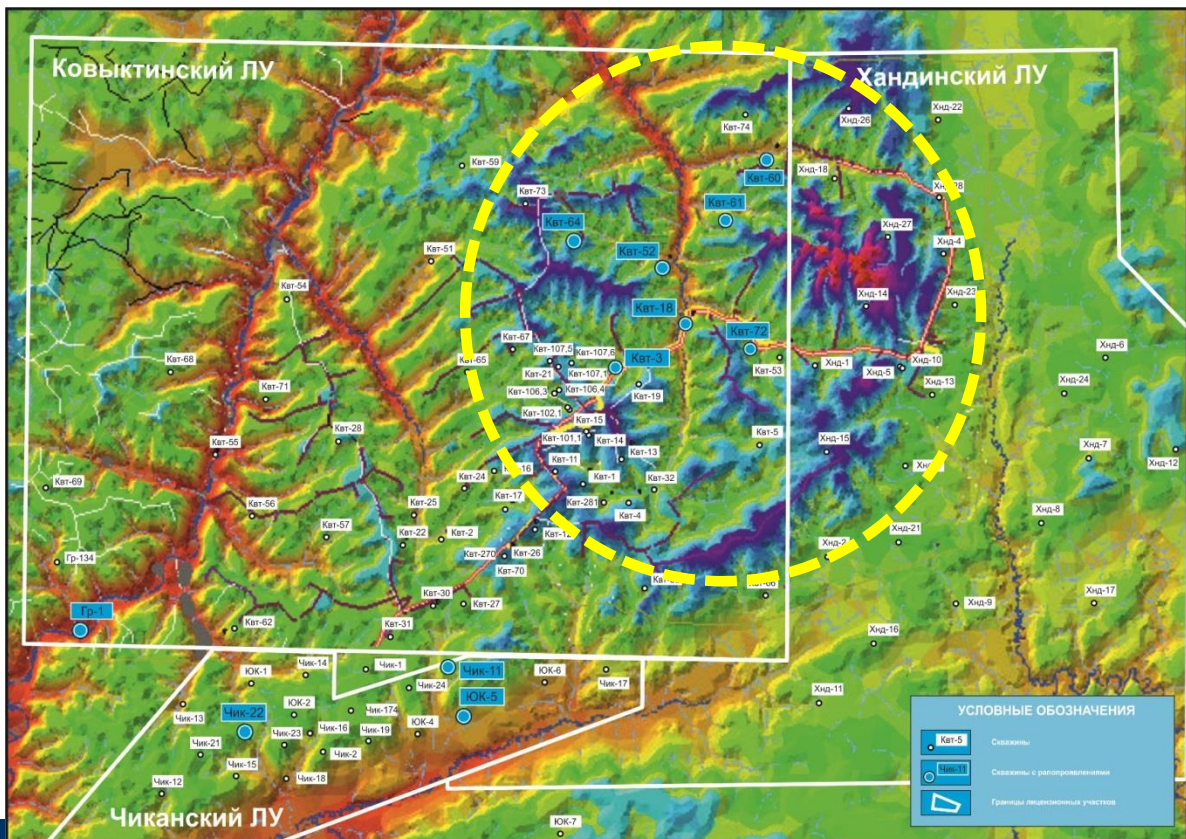 Ковыктинский ЛУ
Хандинский ЛУ
Хнд-22
Хнд-26
Квт-74
Квт-59
Квт-60
Хнд-18
Квт-73
Квт-61
Хнд-27
Квт-64
Квт-51
Квт-52
Хнд-4
Квт-54
Хнд-23
Хнд-14
Квт-18
Квт-72
Квт-67
Квт-107,5
Квт-107,6
Квт-68
Квт-65
Квт-21
Квт-107,1
Квт-3
Квт-53
Хнд-1
Хнд-10
Хнд-5
Хнд-6
Квт-71
Квт-106,3
Квт-106,4
Квт-19
Хнд-13
Хнд-24
Квт-102,1
Квт-15
Квт-28
Квт-101,1
Квт-14
Квт-5
Хнд-15
Хнд-7
Квт-55
Квт-13
Хнд-12
Квт-16
Квт-11
Квт-69
Квт-24
Квт-1
Квт-32
Квт-56
Квт-25
Квт-17
Квт-281
Квт-4
Хнд-8
Квт-57
Квт-22
Квт-2
Квт-12
Хнд-21
Гр-134
Квт-270
Квт-26
Квт-70
Гр-1
Квт-30
Квт-27
Хнд-9
Хнд-17
Квт-62
Квт-31
Хнд-16
ЮК-1
Чик-14
Чик-1
Чик-11
ЮК-6
Чик-17
Чик-24
Хнд-11
Чик-13
ЮК-2
Чик-174
ЮК-5
Чик-22
Чик-16
Чик-23
Чик-19
ЮК-4
Чик-21
Чик-2
Чик-15
Чик-18
Чик-12
Чиканский ЛУ
ЮК-7
УСЛОВНЫЕ ОБОЗНАЧЕНИЯ
Квт-5
Скважины
Чик-11
Скважины с рапопроявлениями
Границы лицензионных участков